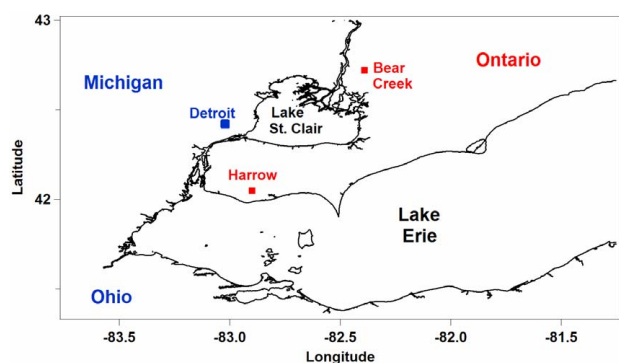 43
Michigan
Ontario
Bear
Creek
Detroit
Lake
St. Clair
Latitude
Harrow
42
Lake
Erie
Ohio
-83.5
-83.0
-82.5
-82.0
-81.5
Longitude